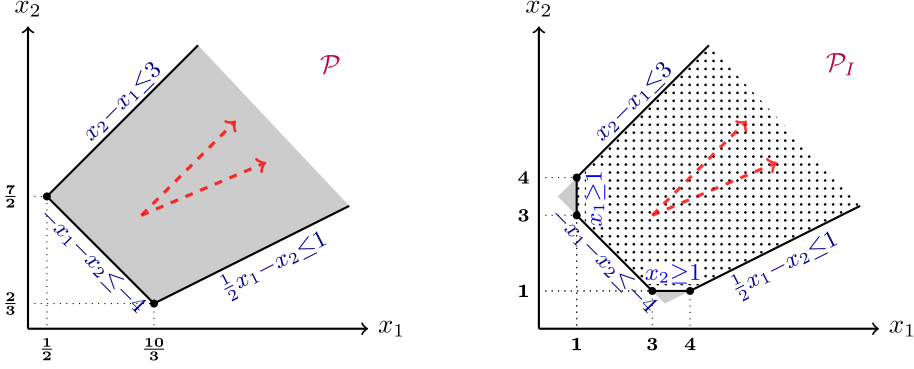 x₂
𝒫
x₂−x₁≤3
7/2
−x₁−x₂≤−4
½x₁−x₂≤1
2/3
x₁
1/2
10/3
x₂
𝒫_I
x₂−x₁≤3
4
x₁≥1
3
−x₁−x₂≤−4
x₂≥1
½x₁−x₂≤1
1
x₁
1
3
4